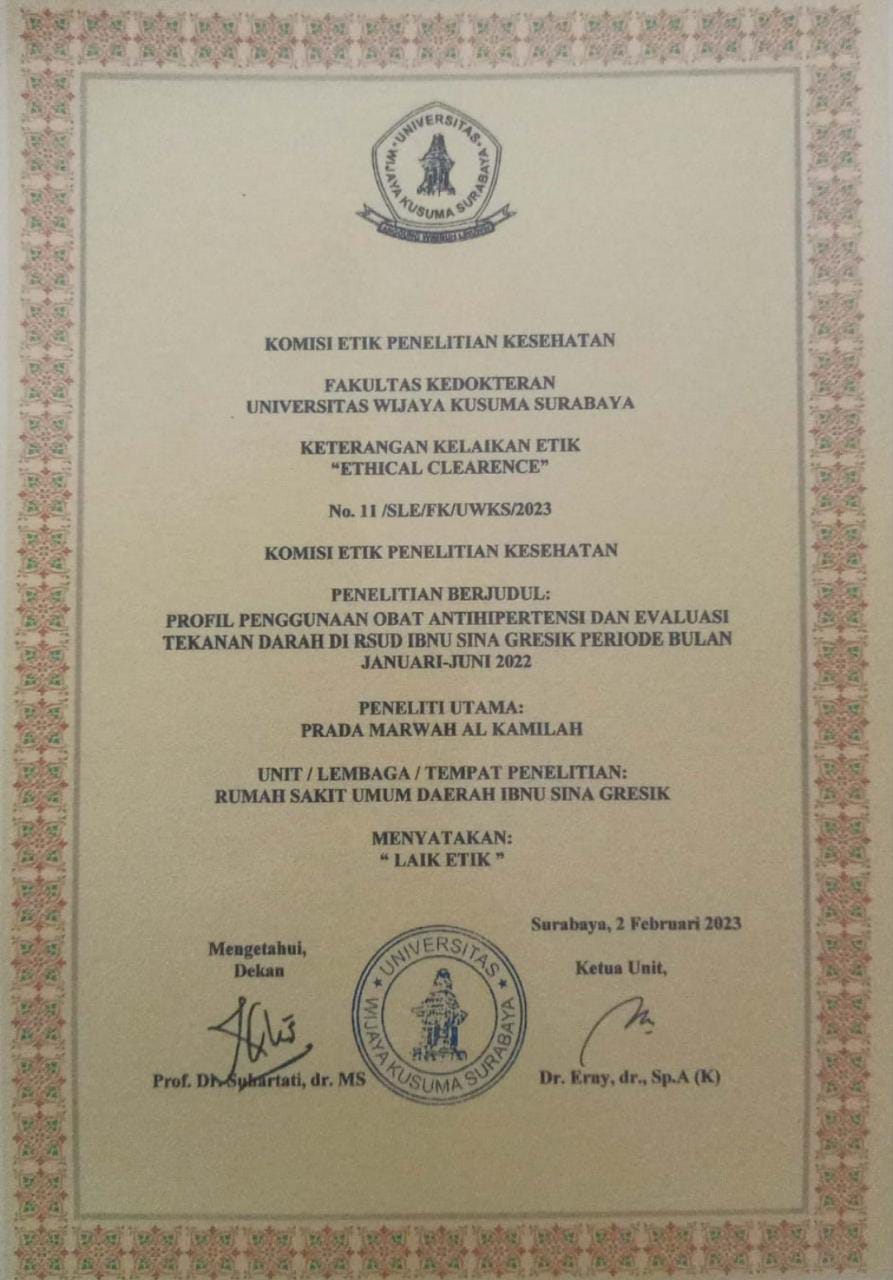 UNIVERSITAS
WIJAYA KUSUMA SURABAYA
KOMISI ETIK PENELITIAN KESEHATAN
FAKULTAS KEDOKTERAN
UNIVERSITAS WIJAYA KUSUMA SURABAYA
KETERANGAN KELAIKAN ETIK
“ETHICAL CLEARENCE”
No. 11 /SLE/FK/UWKS/2023
KOMISI ETIK PENELITIAN KESEHATAN
PENELITIAN BERJUDUL:
PROFIL PENGGUNAAN OBAT ANTIHIPERTENSI DAN EVALUASI
TEKANAN DARAH DI RSUD IBNU SINA GRESIK PERIODE BULAN
JANUARI-JUNI 2022
PENELITI UTAMA:
PRADA MARWAH AL KAMILAH
UNIT / LEMBAGA / TEMPAT PENELITIAN:
RUMAH SAKIT UMUM DAERAH IBNU SINA GRESIK
MENYATAKAN:
“ LAIK ETIK ”
Surabaya, 2 Februari 2023
Mengetahui,
Dekan
Ketua Unit,
UNIVERSITAS
WIJAYA KUSUMA SURABAYA
Prof. Dr. Suhartati, dr. MS
Dr. Erny, dr., Sp.A (K)